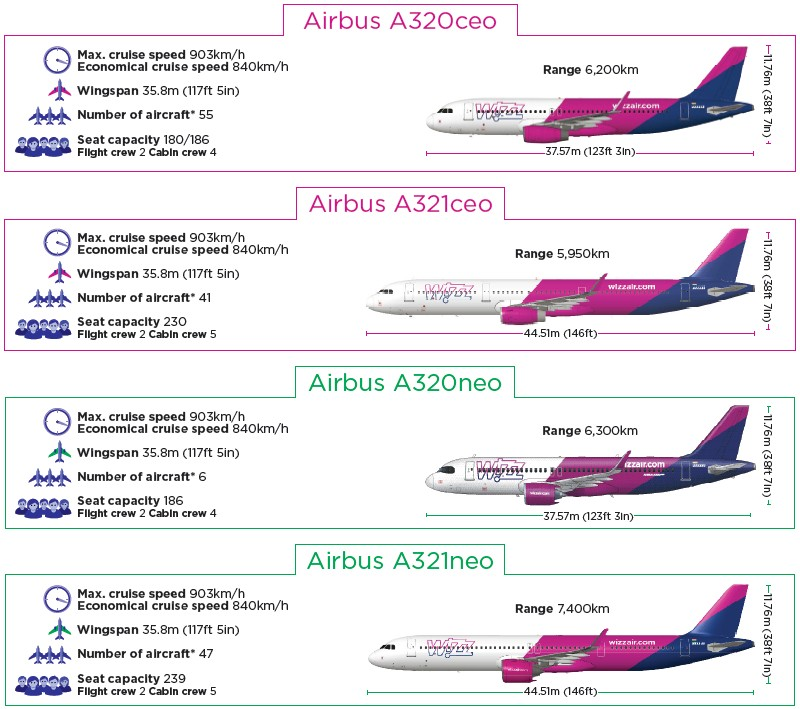 Airbus A320ceo
Max. cruise speed 903km/h
Economical cruise speed 840km/h
Wingspan 35.8m (117ft 5in)
Number of aircraft* 55
Seat capacity 180/186
Flight crew 2 Cabin crew 4
Range 6,200km
Wizz
wizzair.com
37.57m (123ft 3in)
11.76m (38ft 7in)
Airbus A321ceo
Max. cruise speed 903km/h
Economical cruise speed 840km/h
Wingspan 35.8m (117ft 5in)
Number of aircraft* 41
Seat capacity 230
Flight crew 2 Cabin crew 5
Range 5,950km
Wizz
wizzair.com
44.51m (146ft)
11.76m (38ft 7in)
Airbus A320neo
Max. cruise speed 903km/h
Economical cruise speed 840km/h
Wingspan 35.8m (117ft 5in)
Number of aircraft* 6
Seat capacity 186
Flight crew 2 Cabin crew 4
Range 6,300km
Wizz
izzair.com
37.57m (123ft 3in)
11.76m (38ft 7in)
Airbus A321neo
Max. cruise speed 903km/h
Economical cruise speed 840km/h
Wingspan 35.8m (117ft 5in)
Number of aircraft* 47
Seat capacity 239
Flight crew 2 Cabin crew 5
Range 7,400km
Wizz
wizzair.com
44.51m (146ft)
11.76m (38ft 7in)